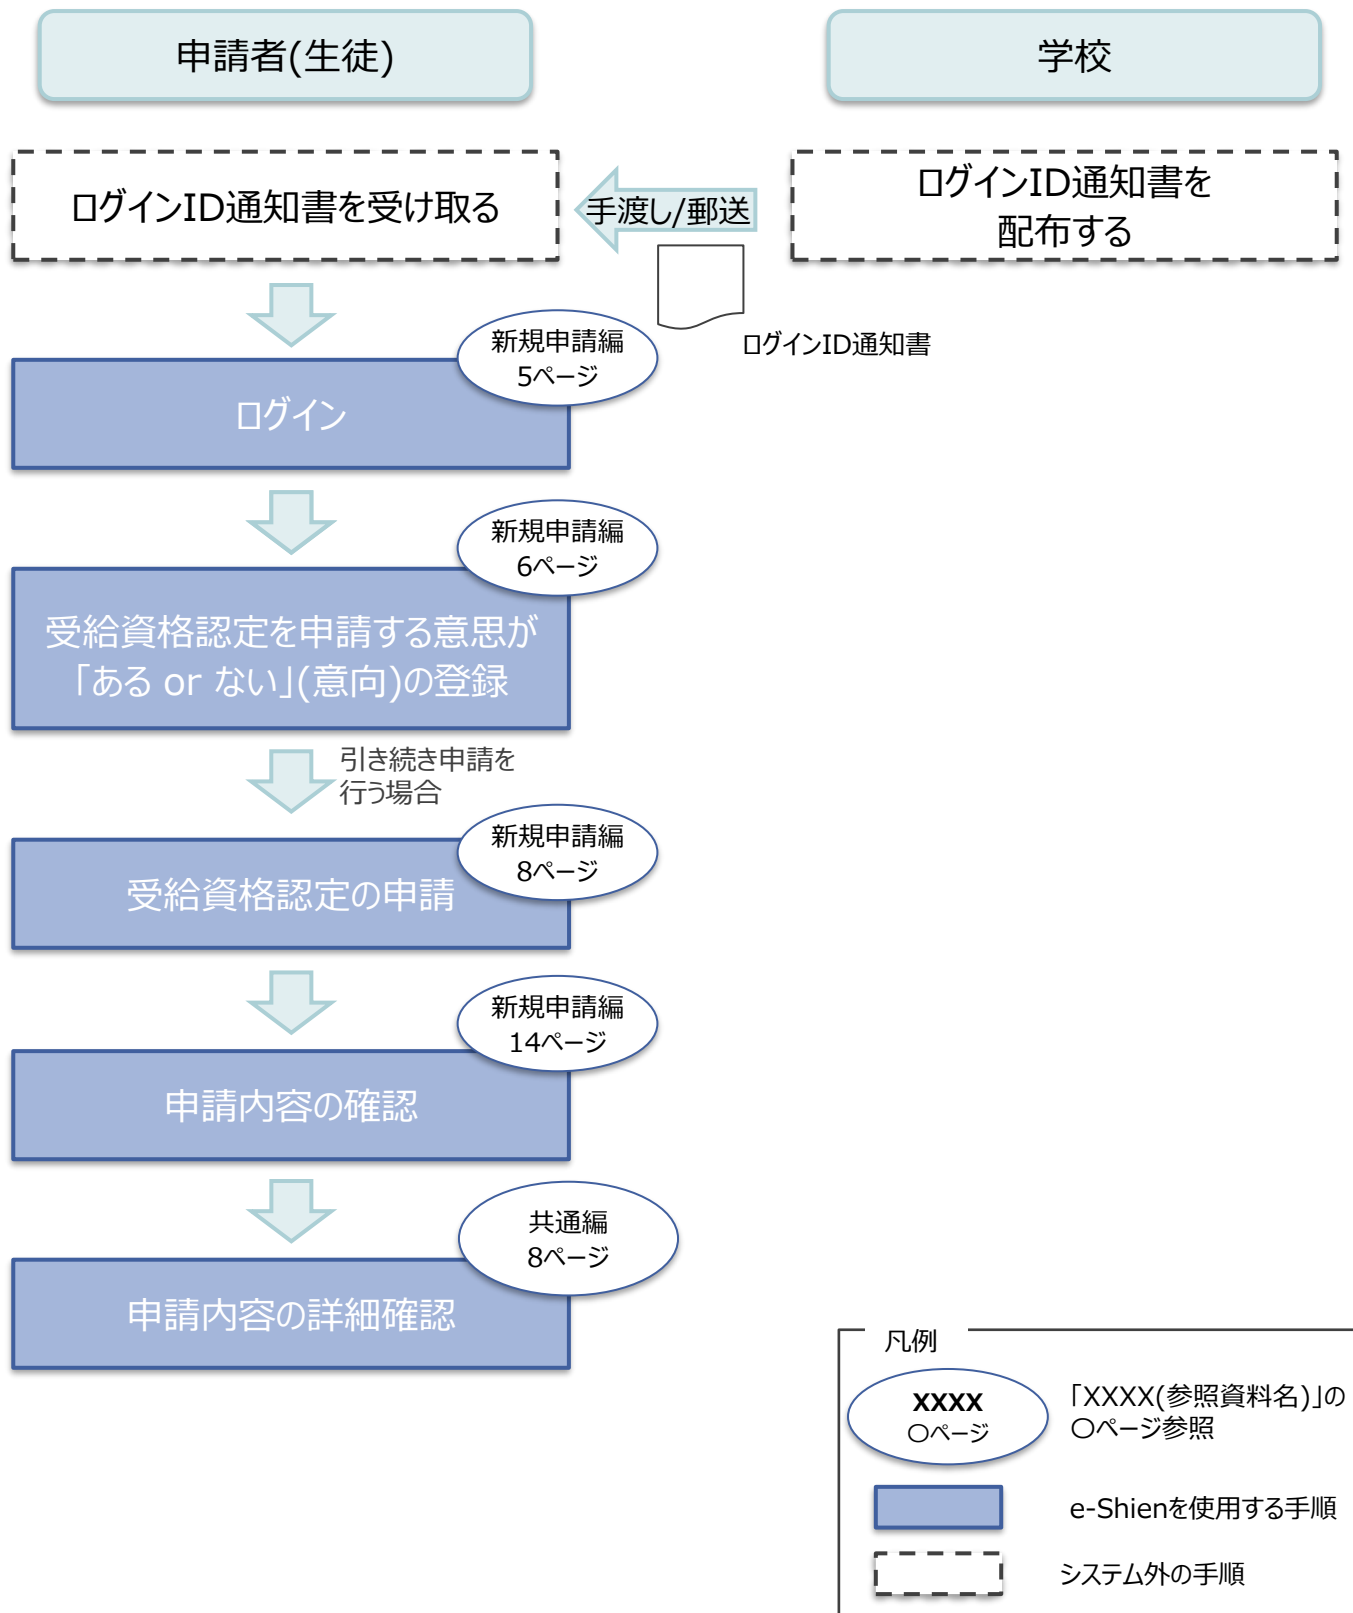 申請者(生徒)
学校
ログインID通知書を受け取る
手渡し/郵送
ログインID通知書を
配布する
ログインID通知書
新規申請編
5ページ
ログイン
新規申請編
6ページ
受給資格認定を申請する意思が
「ある or ない」(意向)の登録
引き続き申請を
行う場合
新規申請編
8ページ
受給資格認定の申請
新規申請編
14ページ
申請内容の確認
共通編
8ページ
申請内容の詳細確認
凡例
XXXX
〇ページ
「XXXX(参照資料名)」の
〇ページ参照
e-Shienを使用する手順
システム外の手順